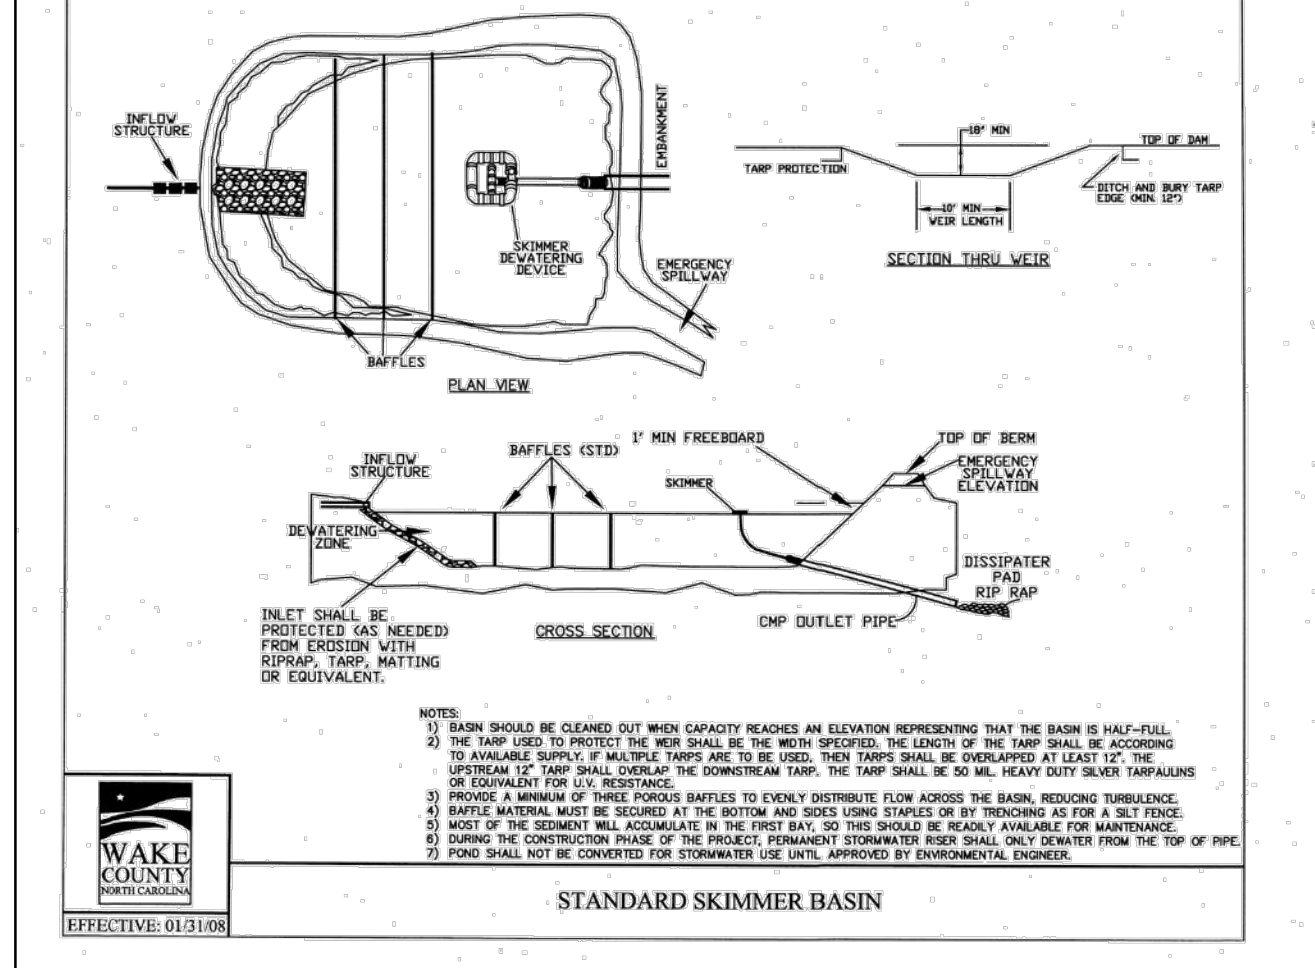 INFLOW
STRUCTURE
EMBANKMENT
SKIMMER
DEWATERING
DEVICE
EMERGENCY
SPILLWAY
BAFFLES
PLAN VIEW
18" MIN
TOP OF DAM
TARP PROTECTION
DITCH AND BURY TARP
EDGE (MIN. 12")
10' MIN
WEIR LENGTH
SECTION THRU WEIR
INFLOW
STRUCTURE
BAFFLES (STD)
1' MIN FREEBOARD
TOP OF BERM
EMERGENCY
SPILLWAY
ELEVATION
SKIMMER
DEWATERING
ZONE
DISSIPATER
PAD
RIP RAP
CMP OUTLET PIPE
INLET SHALL BE
PROTECTED (AS NEEDED)
FROM EROSION WITH
RIPRAP, TARP, MATTING
OR EQUIVALENT.
CROSS SECTION
NOTES:
1) BASIN SHOULD BE CLEANED OUT WHEN CAPACITY REACHES AN ELEVATION REPRESENTING THAT THE BASIN IS HALF-FULL.
2) THE TARP USED TO PROTECT THE WEIR SHALL BE THE WIDTH SPECIFIED. THE LENGTH OF THE TARP SHALL BE ACCORDING
TO AVAILABLE SUPPLY. IF MULTIPLE TARPS ARE TO BE USED, THEN TARPS SHALL BE OVERLAPPED AT LEAST 12". THE
UPSTREAM 12" TARP SHALL OVERLAP THE DOWNSTREAM TARP. THE TARP SHALL BE 50 MIL. HEAVY DUTY SILVER TARPAULINS
OR EQUIVALENT FOR U.V. RESISTANCE.
3) PROVIDE A MINIMUM OF THREE POROUS BAFFLES TO EVENLY DISTRIBUTE FLOW ACROSS THE BASIN, REDUCING TURBULENCE.
4) BAFFLE MATERIAL MUST BE SECURED AT THE BOTTOM AND SIDES USING STAPLES OR BY TRENCHING AS FOR A SILT FENCE.
5) MOST OF THE SEDIMENT WILL ACCUMULATE IN THE FIRST BAY, SO THIS SHOULD BE READILY AVAILABLE FOR MAINTENANCE.
6) DURING THE CONSTRUCTION PHASE OF THE PROJECT, PERMANENT STORMWATER RISER SHALL ONLY DEWATER FROM THE TOP OF PIPE.
7) POND SHALL NOT BE CONVERTED FOR STORMWATER USE UNTIL APPROVED BY ENVIRONMENTAL ENGINEER.
WAKE
COUNTY
NORTH CAROLINA
EFFECTIVE: 01/31/08
STANDARD SKIMMER BASIN